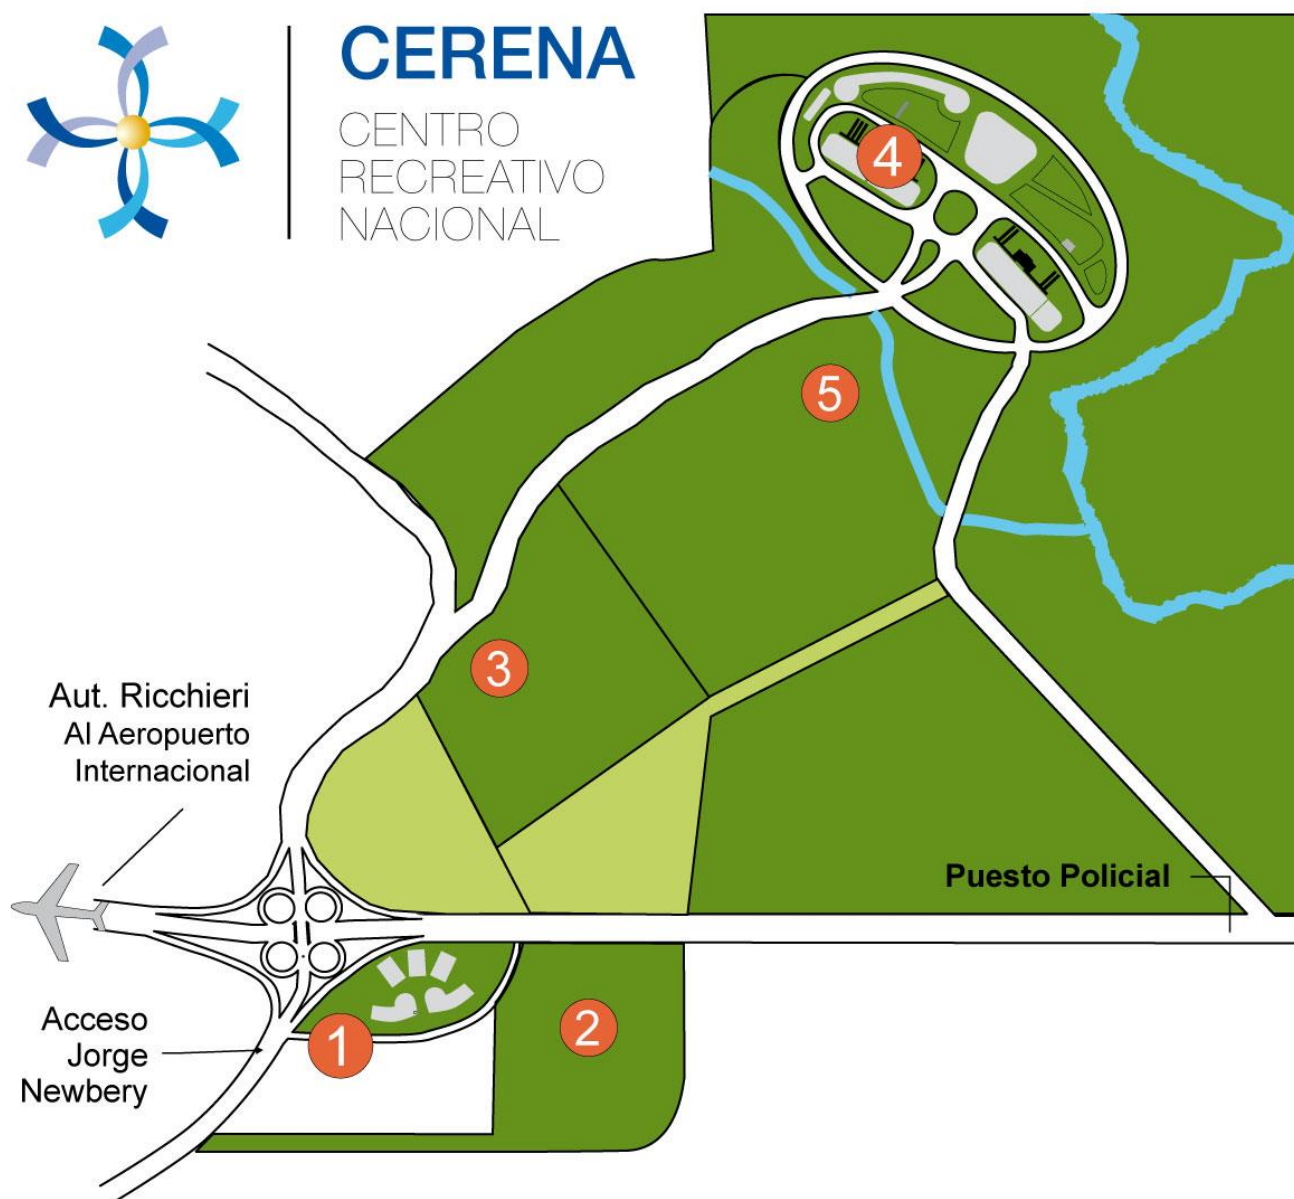 CERENA
CENTRO
RECREATIVO
NACIONAL
4
5
3
Aut. Ricchieri
Al Aeropuerto
Internacional
Puesto Policial
Acceso
Jorge
Newbery
1
2